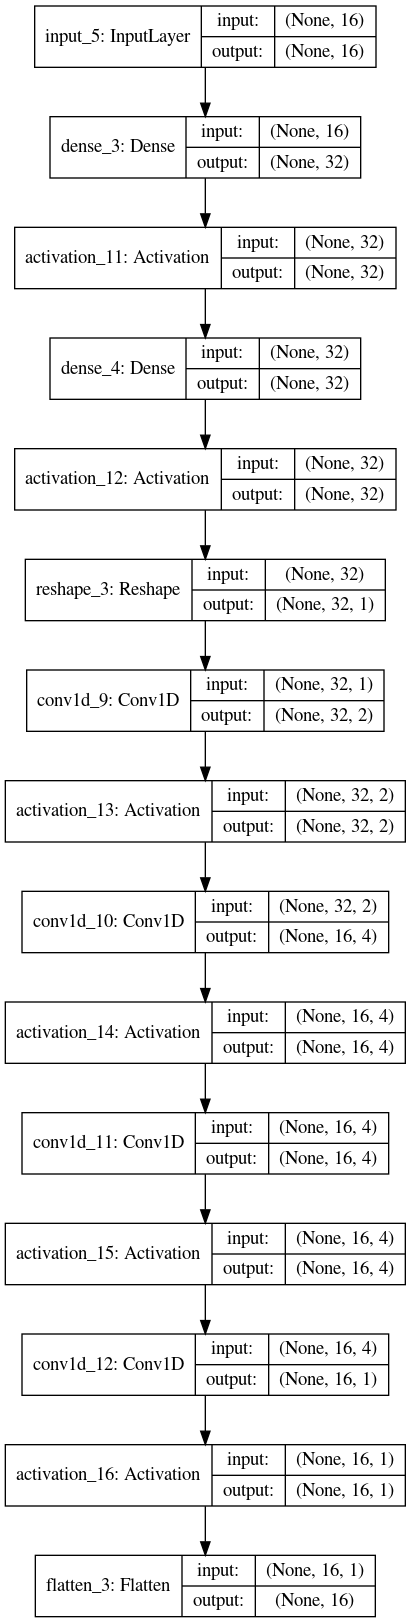 input_5: InputLayer
input: (None, 16)
output: (None, 16)
dense_3: Dense
input: (None, 16)
output: (None, 32)
activation_11: Activation
input: (None, 32)
output: (None, 32)
dense_4: Dense
input: (None, 32)
output: (None, 32)
activation_12: Activation
input: (None, 32)
output: (None, 32)
reshape_3: Reshape
input: (None, 32)
output: (None, 32, 1)
conv1d_9: Conv1D
input: (None, 32, 1)
output: (None, 32, 2)
activation_13: Activation
input: (None, 32, 2)
output: (None, 32, 2)
conv1d_10: Conv1D
input: (None, 32, 2)
output: (None, 16, 4)
activation_14: Activation
input: (None, 16, 4)
output: (None, 16, 4)
conv1d_11: Conv1D
input: (None, 16, 4)
output: (None, 16, 4)
activation_15: Activation
input: (None, 16, 4)
output: (None, 16, 4)
conv1d_12: Conv1D
input: (None, 16, 4)
output: (None, 16, 1)
activation_16: Activation
input: (None, 16, 1)
output: (None, 16, 1)
flatten_3: Flatten
input: (None, 16, 1)
output: (None, 16)